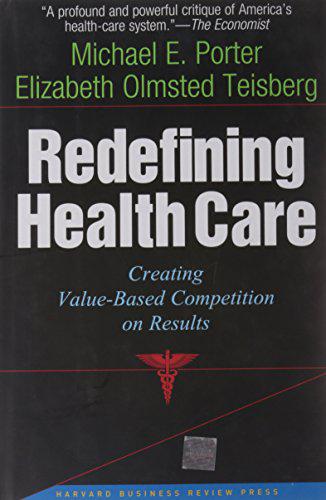 "A profound and powerful critique of America's
health-care system."—The Economist
Michael E. Porter
Elizabeth Olmsted Teisberg
Redefining
Health Care
Creating
Value-Based Competition
on Results
HARVARD BUSINESS REVIEW PRESS